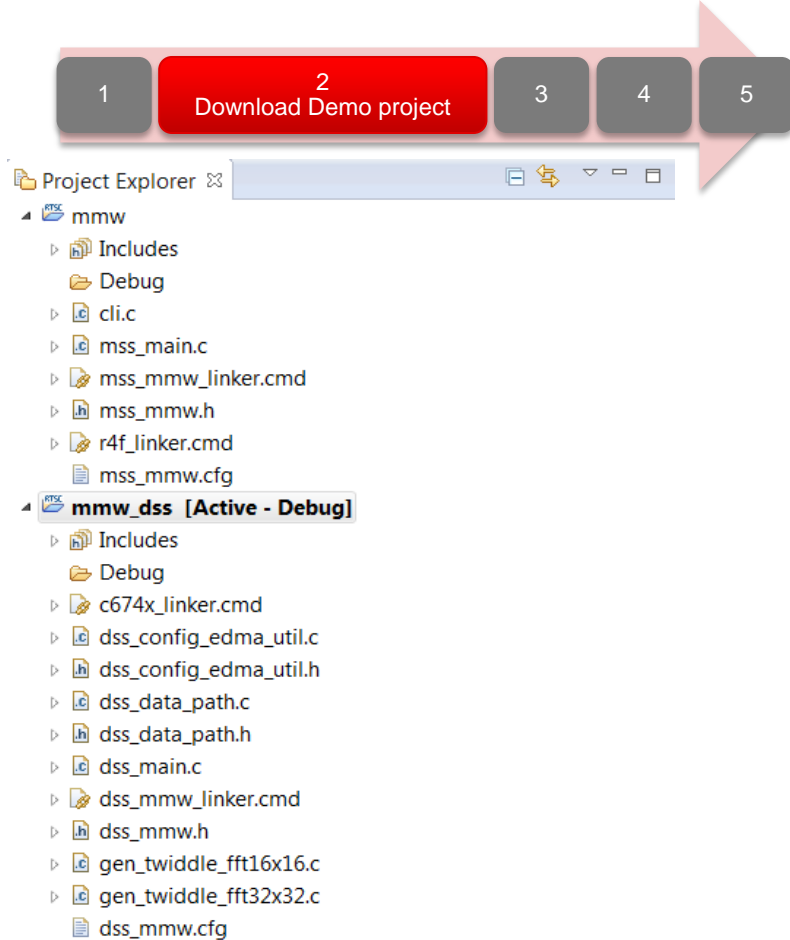 1
2
Download Demo project
3
4
5
Project Explorer
RTSC
mmw
Includes
Debug
.c cli.c
.c mss_main.c
mss_mmw_linker.cmd
.h mss_mmw.h
r4f_linker.cmd
mss_mmw.cfg
RTSC
mmw_dss [Active - Debug]
Includes
Debug
c674x_linker.cmd
.c dss_config_edma_util.c
.h dss_config_edma_util.h
.c dss_data_path.c
.h dss_data_path.h
.c dss_main.c
dss_mmw_linker.cmd
.h dss_mmw.h
.c gen_twiddle_fft16x16.c
.c gen_twiddle_fft32x32.c
dss_mmw.cfg